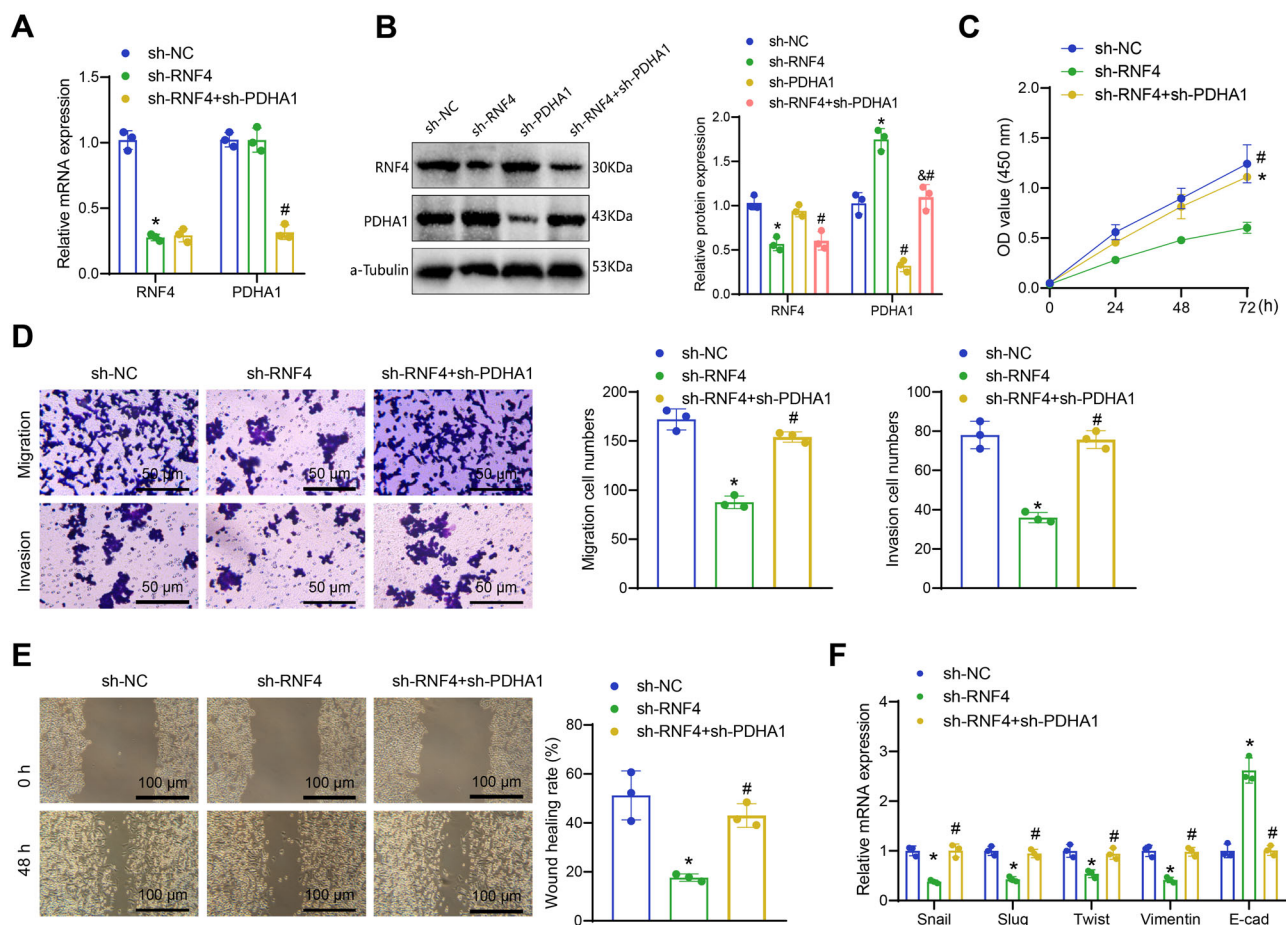 A
sh-NC
sh-RNF4
sh-RNF4+sh-PDHA1
Relative mRNA expression
1.5
1.0
0.5
0.0
*
#
RNF4
PDHA1
B
sh-NC
sh-RNF4
sh-PDHA1
sh-RNF4+sh-PDHA1
RNF4
30KDa
PDHA1
43KDa
a-Tubulin
53KDa
sh-NC
sh-RNF4
sh-PDHA1
sh-RNF4+sh-PDHA1
Relative protein expression
2.0
1.5
1.0
0.5
0.0
*
#
*
#
&#
RNF4
PDHA1
C
sh-NC
sh-RNF4
sh-RNF4+sh-PDHA1
OD value (450 nm)
2.0
1.5
1.0
0.5
0.0
#
*
0
24
48
72
(h)
D
sh-NC
sh-RNF4
sh-RNF4+sh-PDHA1
Migration
50 μm
50 μm
50 μm
Invasion
50 μm
50 μm
50 μm
sh-NC
sh-RNF4
sh-RNF4+sh-PDHA1
Migration cell numbers
200
150
100
50
0
*
#
sh-NC
sh-RNF4
sh-RNF4+sh-PDHA1
Invasion cell numbers
100
80
60
40
20
0
*
#
E
sh-NC
sh-RNF4
sh-RNF4+sh-PDHA1
0 h
100 μm
100 μm
100 μm
48 h
100 μm
100 μm
100 μm
sh-NC
sh-RNF4
sh-RNF4+sh-PDHA1
Wound healing rate (%)
80
60
40
20
0
*
#
F
sh-NC
sh-RNF4
sh-RNF4+sh-PDHA1
Relative mRNA expression
4
3
2
1
0
*
#
*
#
*
#
*
#
*
#
Snail
Slug
Twist
Vimentin
E-cad